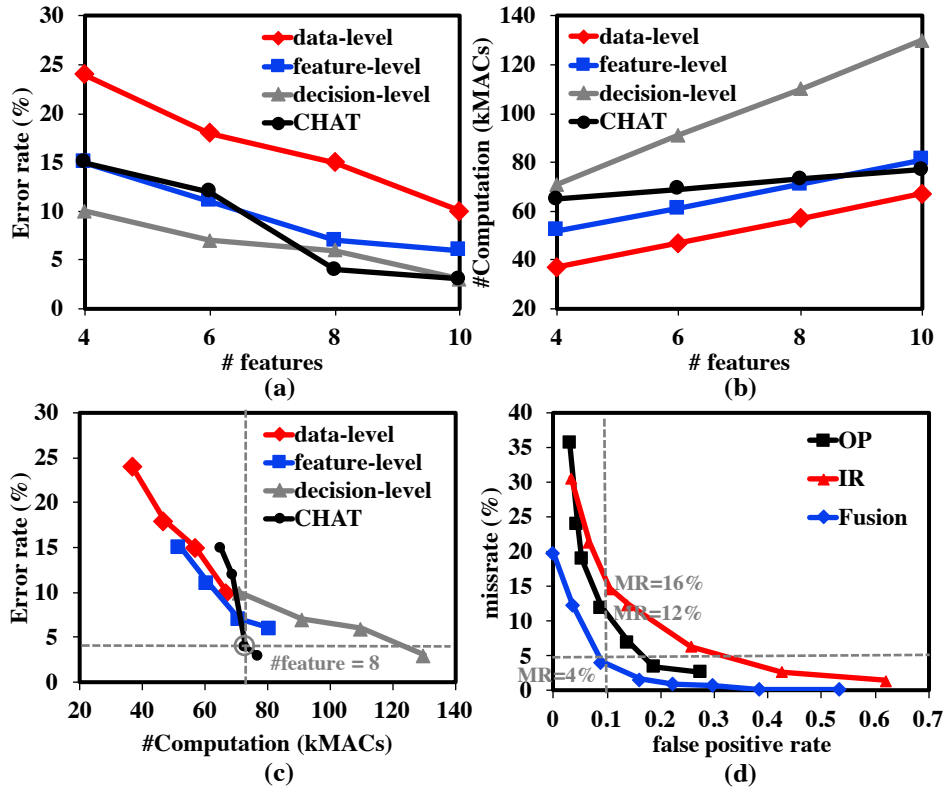 30
25
20
15
10
5
0
4
6
8
10
Error rate (%)
# features
data-level
feature-level
decision-level
CHAT
(a)
140
120
100
80
60
40
20
4
6
8
10
#Computation (kMACs)
# features
data-level
feature-level
decision-level
CHAT
(b)
30
25
20
15
10
5
0
20
40
60
80
100
120
140
Error rate (%)
#Computation (kMACs)
data-level
feature-level
decision-level
CHAT
#feature = 8
(c)
40
35
30
25
20
15
10
5
0
0
0.1
0.2
0.3
0.4
0.5
0.6
0.7
missrate (%)
false positive rate
OP
IR
Fusion
MR=16%
MR=12%
MR=4%
(d)